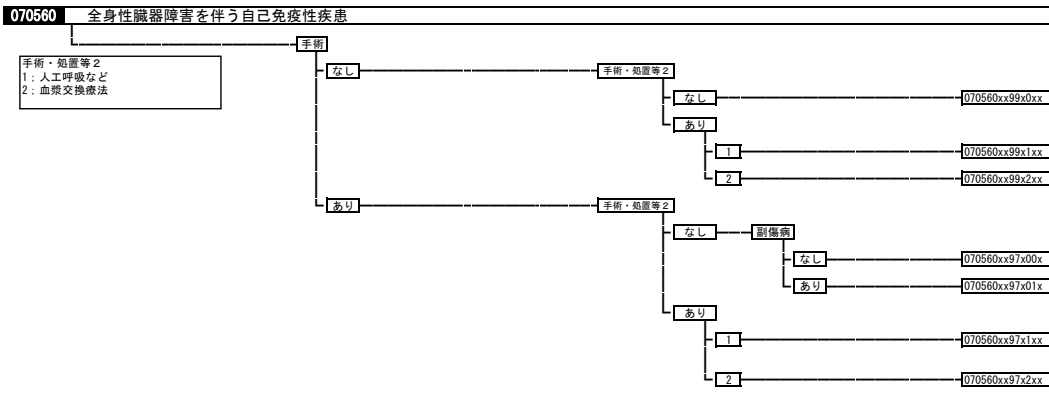 070560 全身性臓器障害を伴う自己免疫性疾患
手術
手術・処置等2
1:人工呼吸など
2:血漿交換療法
なし 手術・処置等2
なし 070560xx99x0xx
あり
1 070560xx99x1xx
2 070560xx99x2xx
あり 手術・処置等2
なし 副傷病
なし 070560xx97x00x
あり 070560xx97x01x
あり
1 070560xx97x1xx
2 070560xx97x2xx